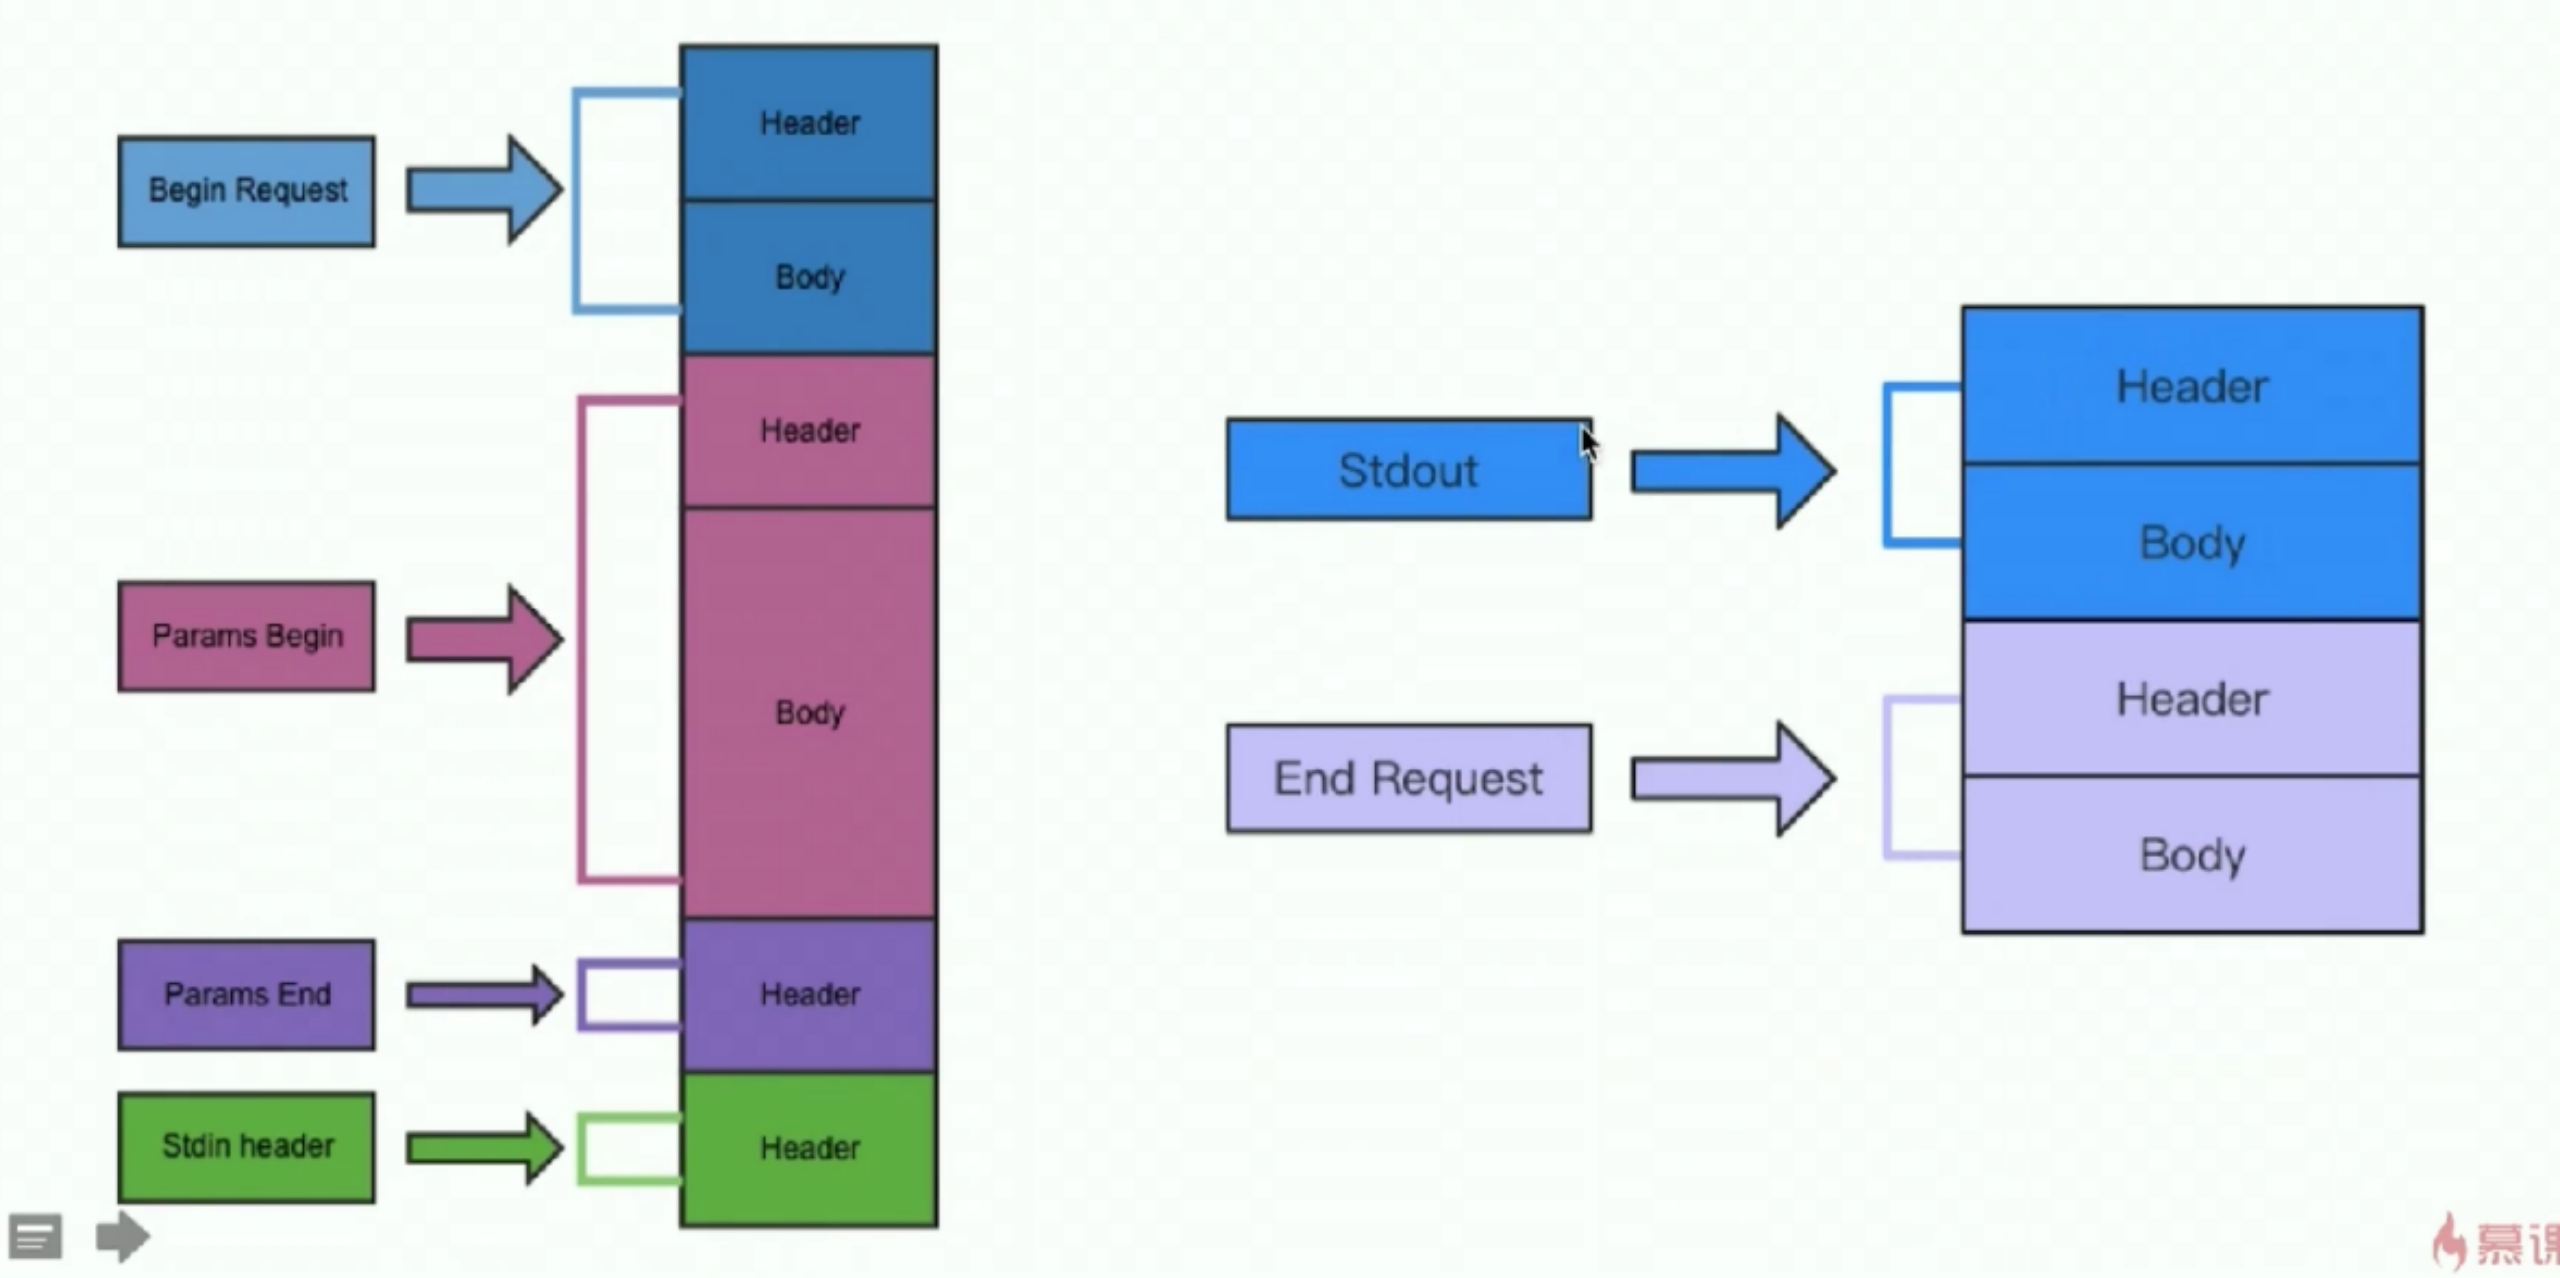 Begin Request
Header
Body
Params Begin
Header
Body
Params End
Header
Stdin header
Header
Stdout
Header
Body
End Request
Header
Body
慕课